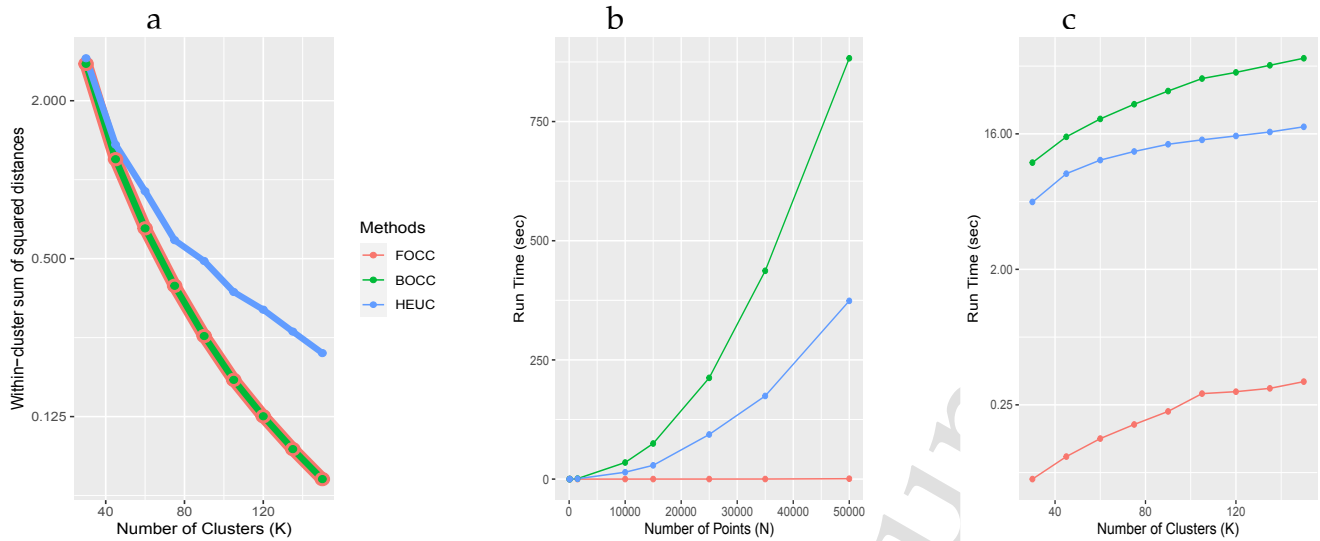 a
2.000
0.500
0.125
Within−cluster sum of squared distances
40
80
120
Number of Clusters (K)
Methods
FOCC
BOCC
HEUC
b
750
500
250
0
Run Time (sec)
0
10000
20000
30000
40000
50000
Number of Points (N)
c
16.00
2.00
0.25
Run Time (sec)
40
80
120
Number of Clusters (K)